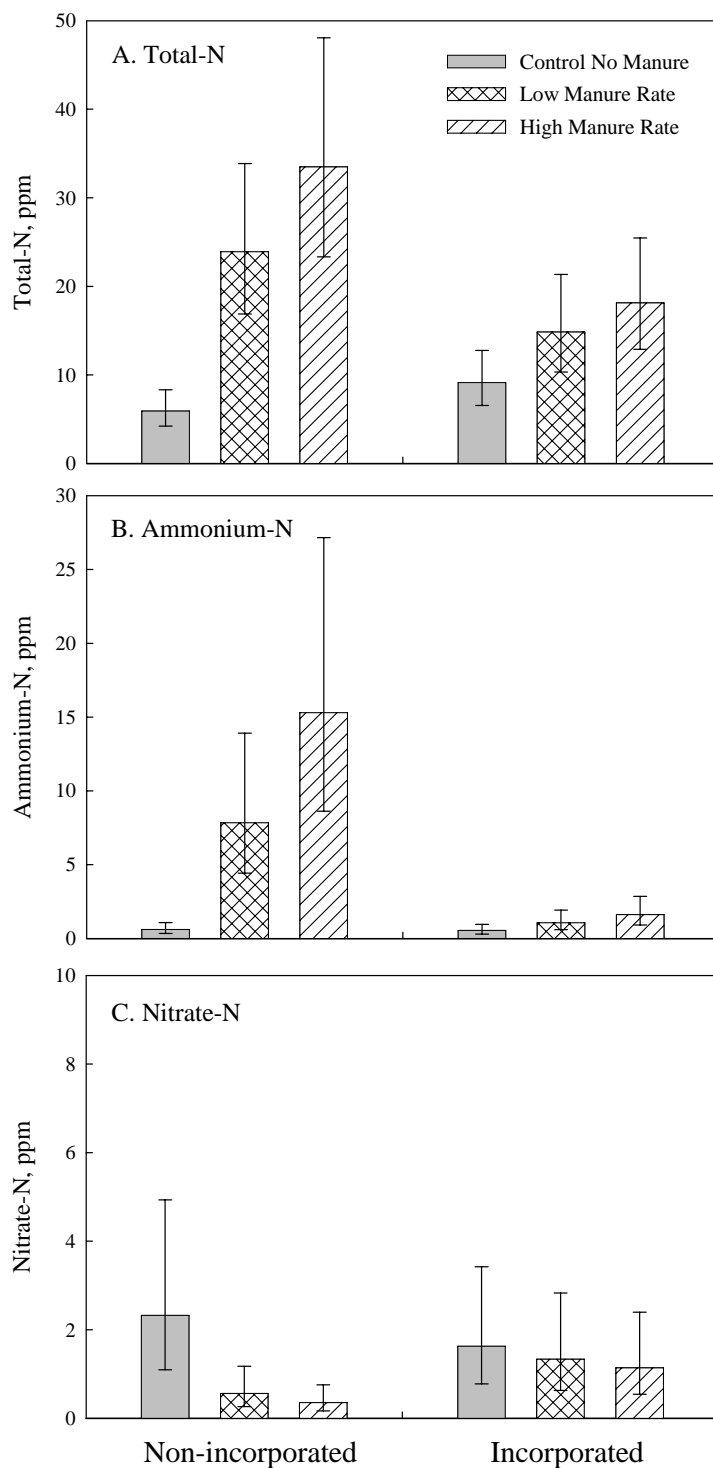 50
A. Total-N
Control No Manure
40
Low Manure Rate
High Manure Rate
30
Total-N, ppm
20
10
0
30
B. Ammonium-N
25
20
15
Ammonium-N, ppm
10
5
0
10
C. Nitrate-N
8
6
Nitrate-N, ppm
4
2
0
Non-incorporated
Incorporated